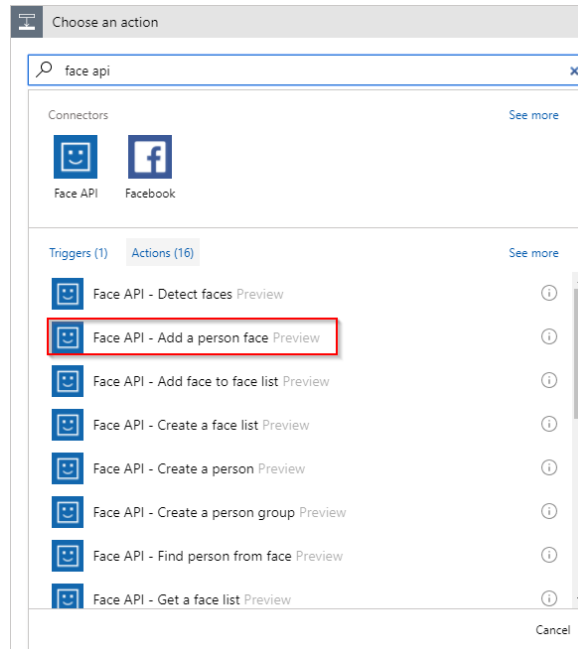 Choose an action
face api
Connectors
See more
Face API
Facebook
Triggers (1)
Actions (16)
See more
Face API - Detect faces Preview
Face API - Add a person face Preview
Face API - Add face to face list Preview
Face API - Create a face list Preview
Face API - Create a person Preview
Face API - Create a person group Preview
Face API - Find person from face Preview
Face API - Get a face list Preview
Cancel